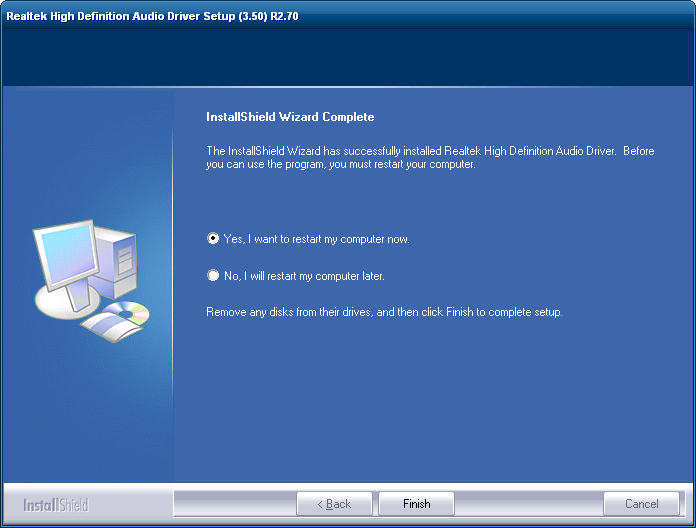 Realtek High Definition Audio Driver Setup (3.50) R2.70
InstallShield Wizard Complete
The InstallShield Wizard has successfully installed Realtek High Definition Audio Driver.  Before
you can use the program, you must restart your computer.
Yes, I want to restart my computer now.
No, I will restart my computer later.
Remove any disks from their drives, and then click Finish to complete setup.
InstallShield
< Back
Finish
Cancel